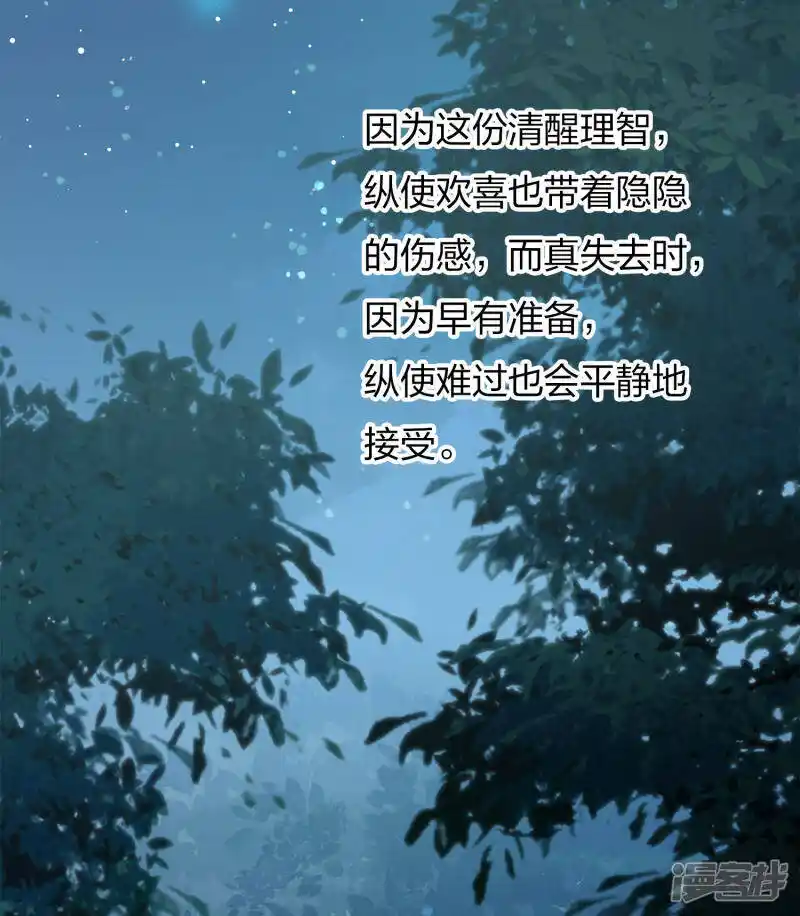 因为这份清醒理智，
纵使欢喜也带着隐隐
的伤感，而真失去时，
因为早有准备，
纵使难过也会平静地
接受。
漫客栈